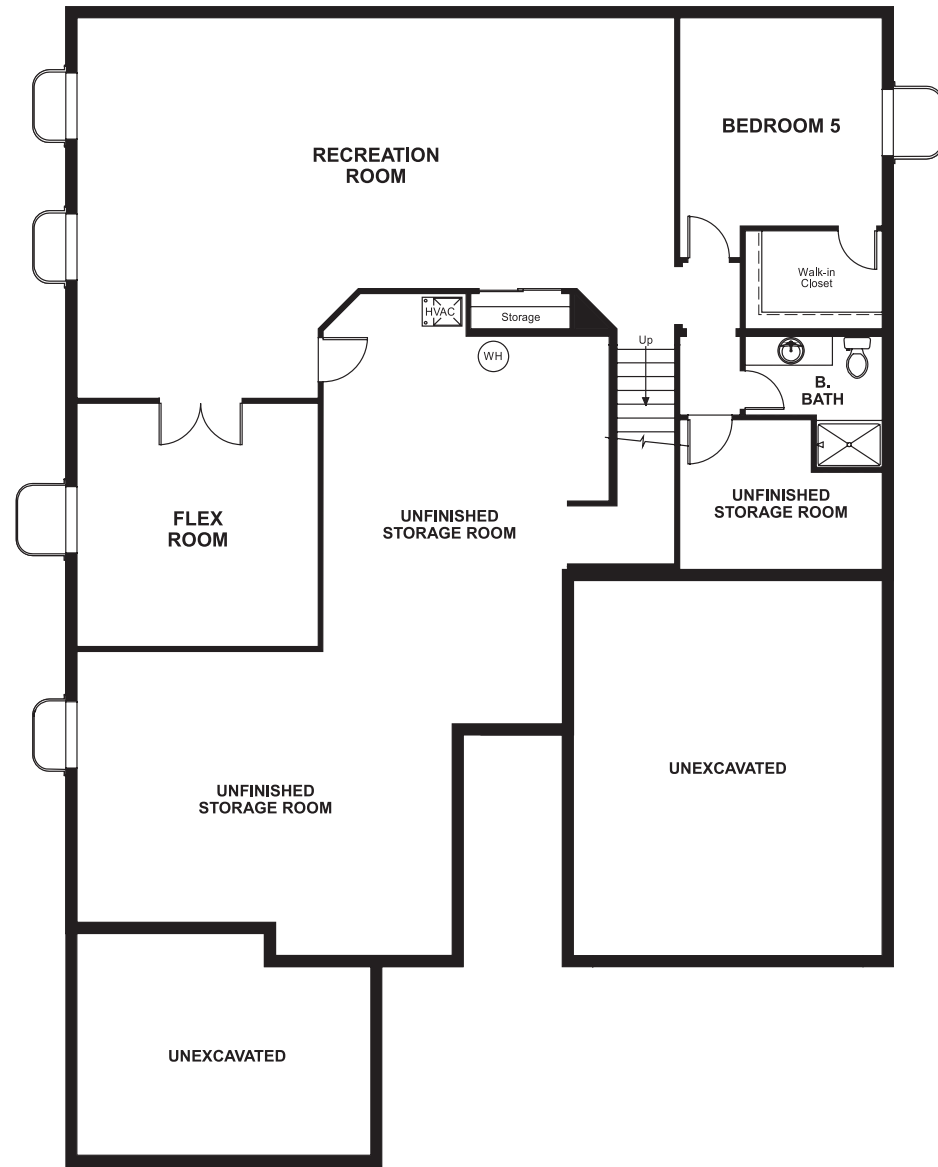 BEDROOM 5
RECREATION
ROOM
Walk-in
Closet
HVAC
Storage
Up
WH
B.
BATH
FLEX
ROOM
UNFINISHED
STORAGE ROOM
UNFINISHED
STORAGE ROOM
UNEXCAVATED
UNFINISHED
STORAGE ROOM
UNEXCAVATED